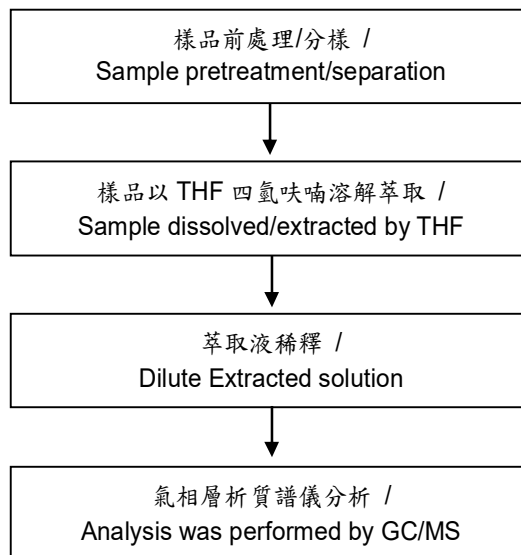 樣品前處理/分樣 /
Sample pretreatment/separation
樣品以 THF 四氫呋喃溶解萃取 /
Sample dissolved/extracted by THF
萃取液稀釋 /
Dilute Extracted solution
氣相層析質譜儀分析 /
Analysis was performed by GC/MS